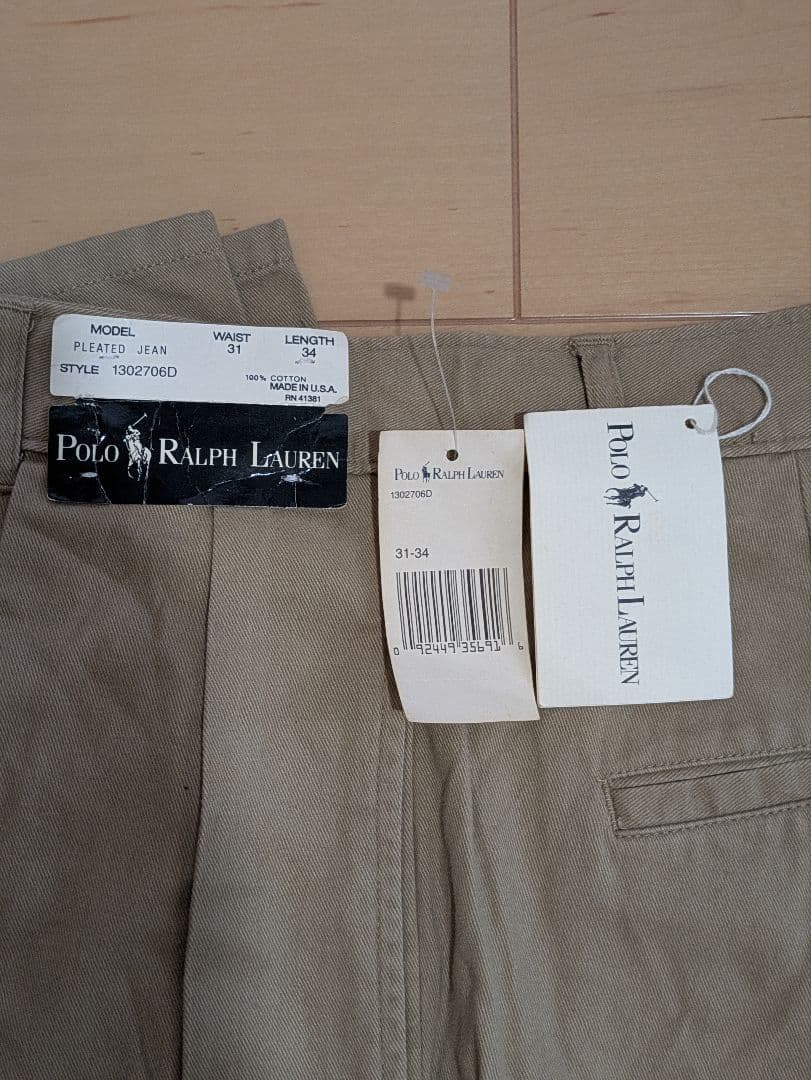 MODEL WAIST LENGTH
PLEATED JEAN 31 34
STYLE 1302706D
100% COTTON
MADE IN U.S.A.
RN 41381
POLO RALPH LAUREN
POLO RALPH LAUREN
1302706D
31-34
0 92449 35691 6
POLO RALPH LAUREN